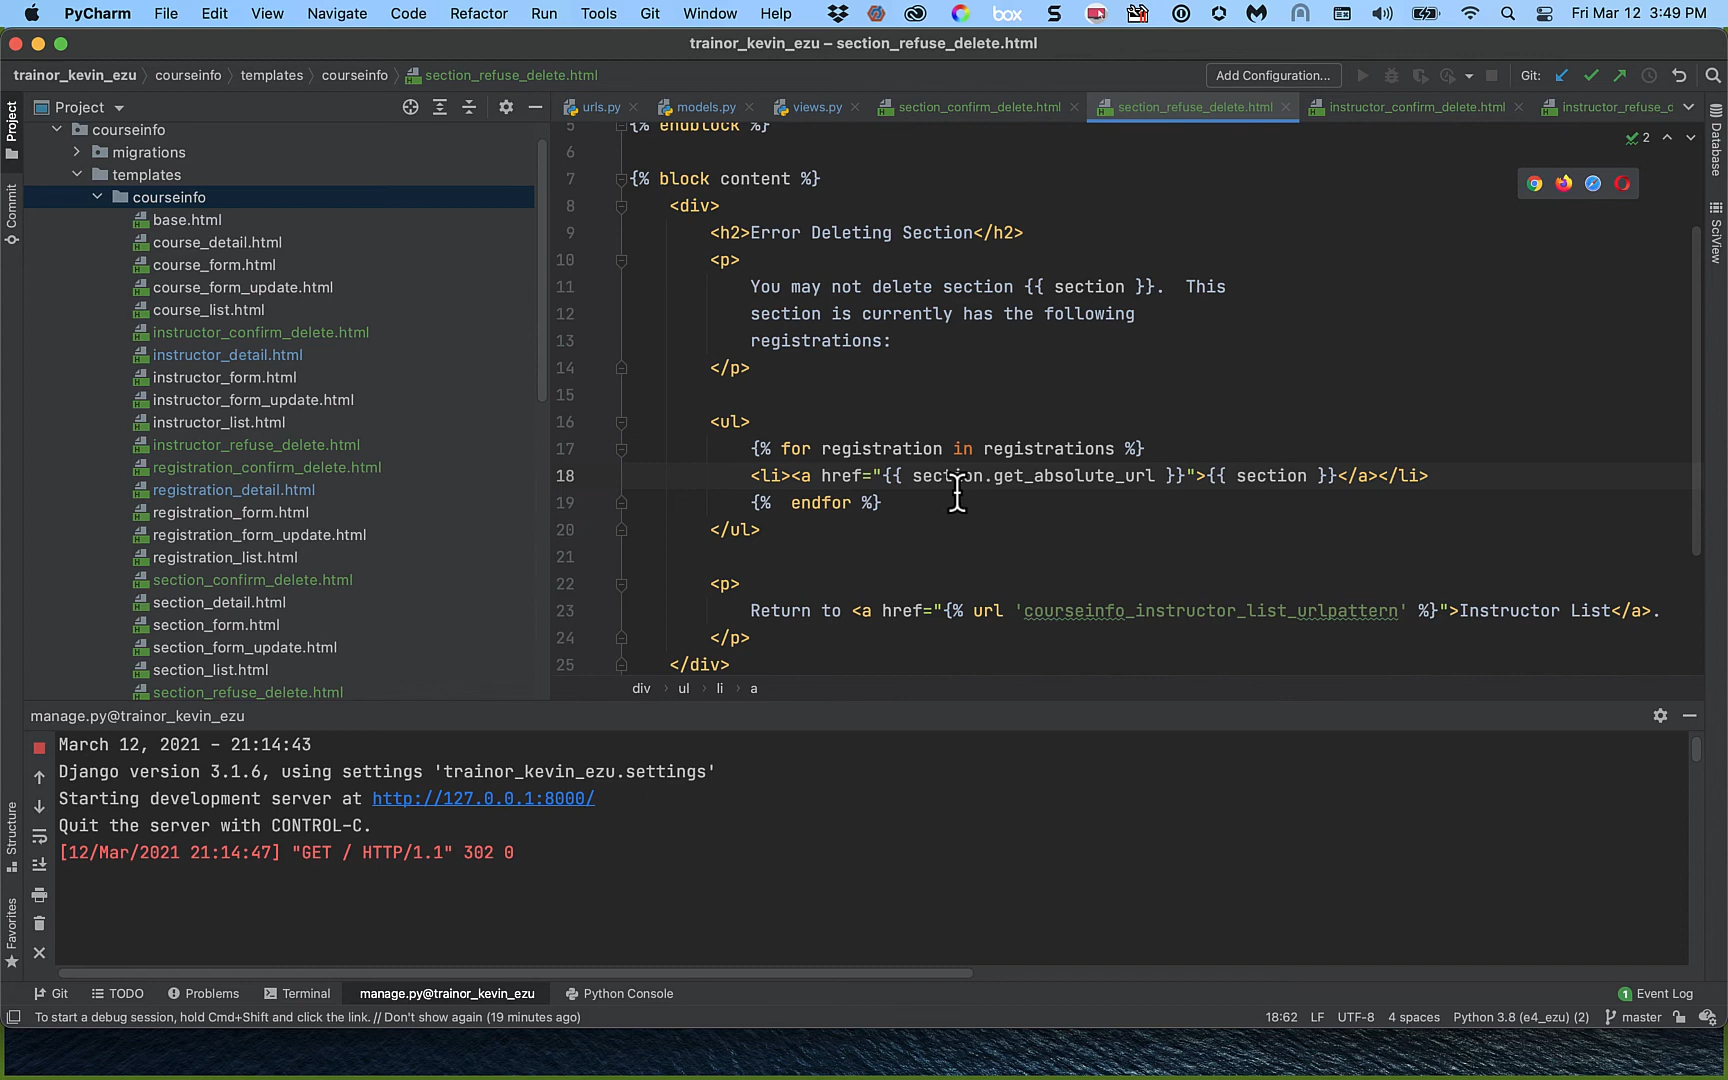 PyCharm File Edit View Navigate Code Refactor Run Tools Git Window Help box Fri Mar 12 3:49 PM
trainor_kevin_ezu – section_refuse_delete.html
trainor_kevin_ezu courseinfo templates courseinfo section_refuse_delete.html Add Configuration... Git:
Project
urls.py models.py views.py section_confirm_delete.html section_refuse_delete.html instructor_confirm_delete.html instructor_refuse_d
Project
Commit
Structure
Favorites
Database
SciView
courseinfo
migrations
templates
courseinfo
base.html
course_detail.html
course_form.html
course_form_update.html
course_list.html
instructor_confirm_delete.html
instructor_detail.html
instructor_form.html
instructor_form_update.html
instructor_list.html
instructor_refuse_delete.html
registration_confirm_delete.html
registration_detail.html
registration_form.html
registration_form_update.html
registration_list.html
section_confirm_delete.html
section_detail.html
section_form.html
section_form_update.html
section_list.html
section_refuse_delete.html
2
5 {% endblock %}
6
7 {% block content %}
8 <div>
9 <h2>Error Deleting Section</h2>
10 <p>
11 You may not delete section {{ section }}.  This
12 section is currently has the following
13 registrations:
14 </p>
15
16 <ul>
17 {% for registration in registrations %}
18 <li><a href="{{ section.get_absolute_url }}">{{ section }}</a></li>
19 {%  endfor %}
20 </ul>
21
22 <p>
23 Return to <a href="{% url 'courseinfo_instructor_list_urlpattern' %}">Instructor List</a>.
24 </p>
25 </div>
div ul li a
manage.py@trainor_kevin_ezu
March 12, 2021 - 21:14:43
Django version 3.1.6, using settings 'trainor_kevin_ezu.settings'
Starting development server at http://127.0.0.1:8000/
Quit the server with CONTROL-C.
[12/Mar/2021 21:14:47] "GET / HTTP/1.1" 302 0
Git TODO Problems Terminal manage.py@trainor_kevin_ezu Python Console 1 Event Log
To start a debug session, hold Cmd+Shift and click the link. // Don't show again (19 minutes ago) 18:62 LF UTF-8 4 spaces Python 3.8 (e4_ezu) (2) master